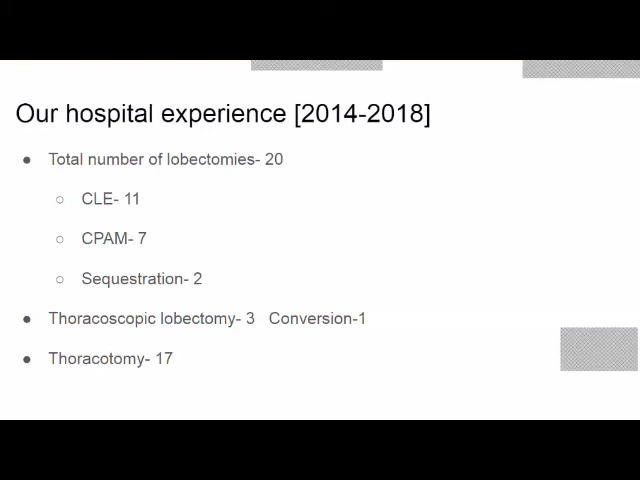 Our hospital experience [2014-2018]
● Total number of lobectomies- 20
○ CLE- 11
○ CPAM- 7
○ Sequestration- 2
● Thoracoscopic lobectomy- 3 Conversion-1
● Thoracotomy- 17